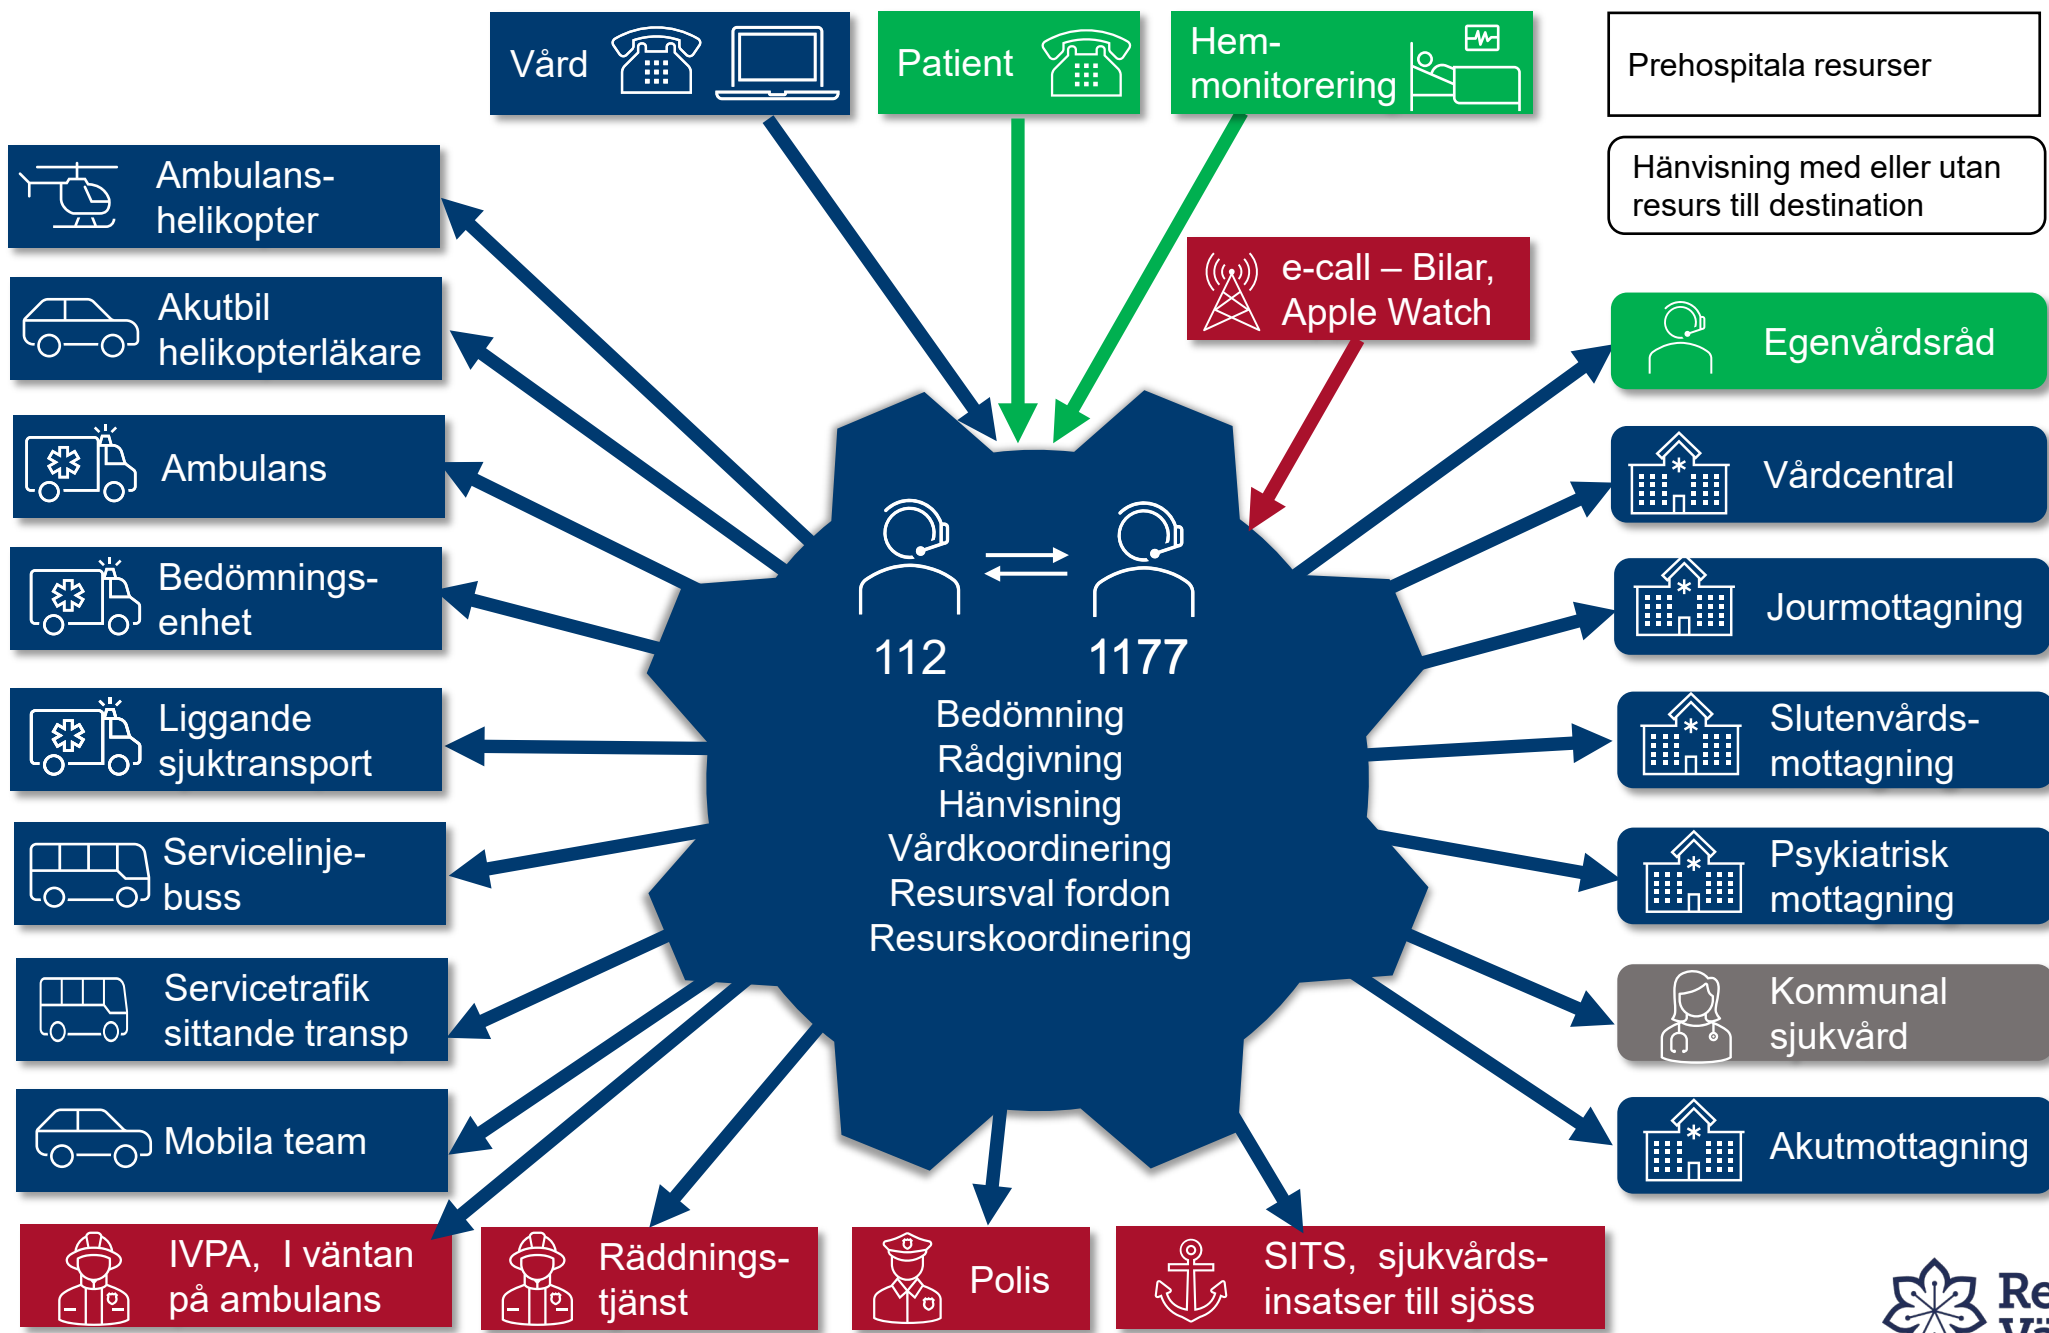 Vård
Patient
Hem-
monitorering
Prehospitala resurser
Hänvisning med eller utan
resurs till destination
Ambulans-
helikopter
Akutbil
helikopterläkare
Ambulans
Bedömnings-
enhet
Liggande
sjuktransport
Servicelinje-
buss
Servicetrafik
sittande transp
Mobila team
e-call – Bilar,
Apple Watch
112
1177
Bedömning
Rådgivning
Hänvisning
Vårdkoordinering
Resursval fordon
Resurskoordinering
Egenvårdsråd
Vårdcentral
Jourmottagning
Slutenvårds-
mottagning
Psykiatrisk
mottagning
Kommunal
sjukvård
Akutmottagning
IVPA, I väntan
på ambulans
Räddnings-
tjänst
Polis
SITS, sjukvårds-
insatser till sjöss